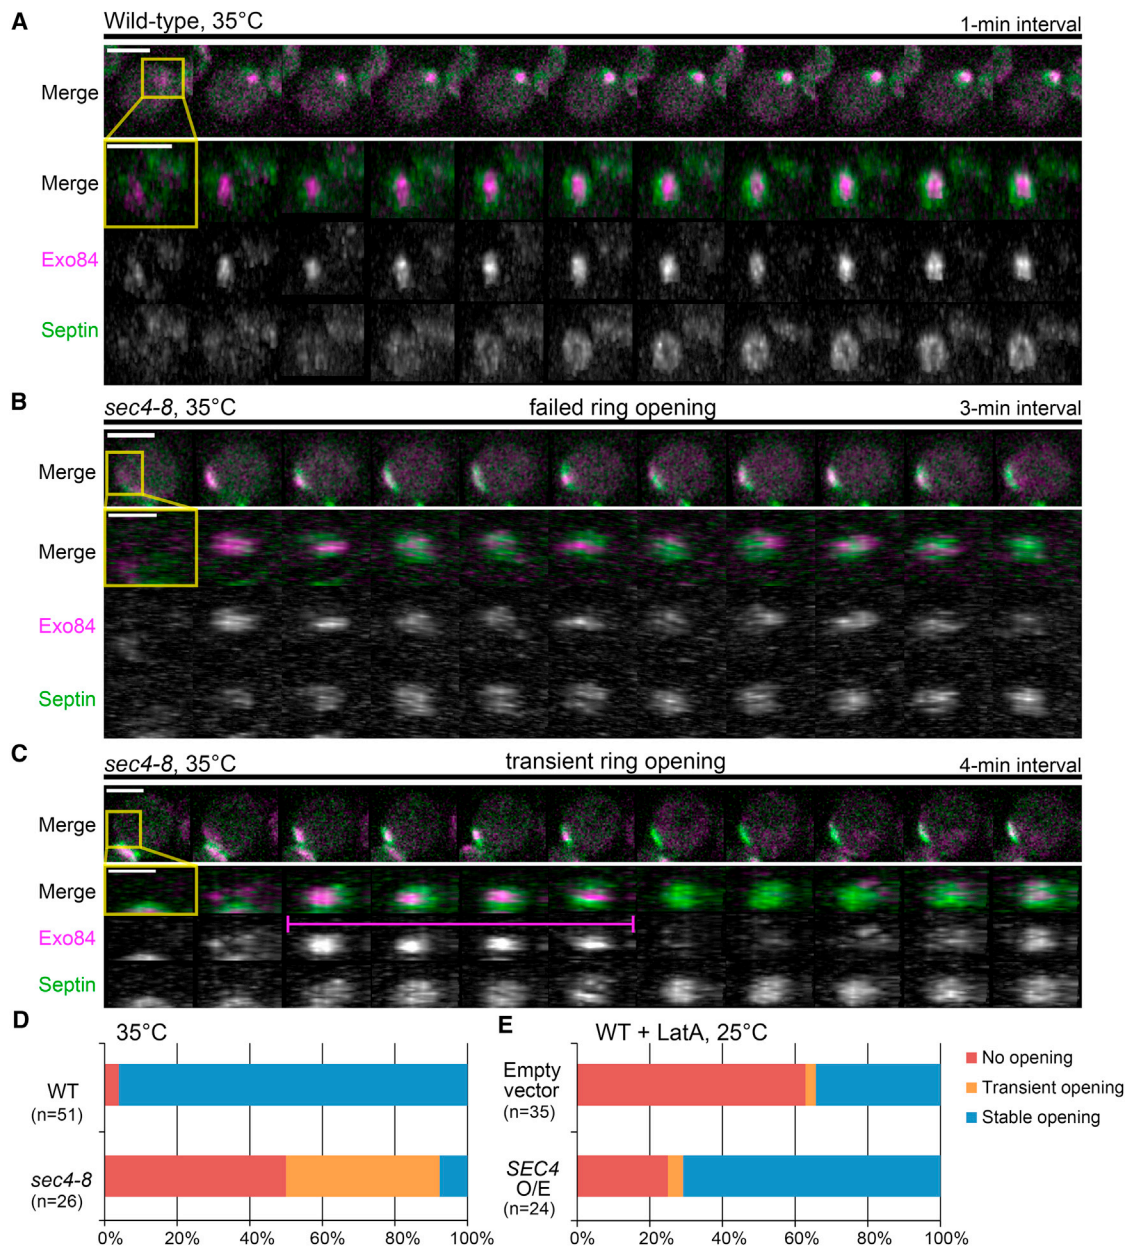 A
Wild-type, 35°C 1-min interval
Merge
Merge
Exo84
Septin
B
sec4-8, 35°C failed ring opening 3-min interval
Merge
Merge
Exo84
Septin
C
sec4-8, 35°C transient ring opening 4-min interval
Merge
Merge
Exo84
Septin
D
35°C
WT
(n=51)
sec4-8
(n=26)
0% 20% 40% 60% 80% 100%
E
WT + LatA, 25°C
Empty
vector
(n=35)
SEC4
O/E
(n=24)
0% 20% 40% 60% 80% 100%
No opening
Transient opening
Stable opening